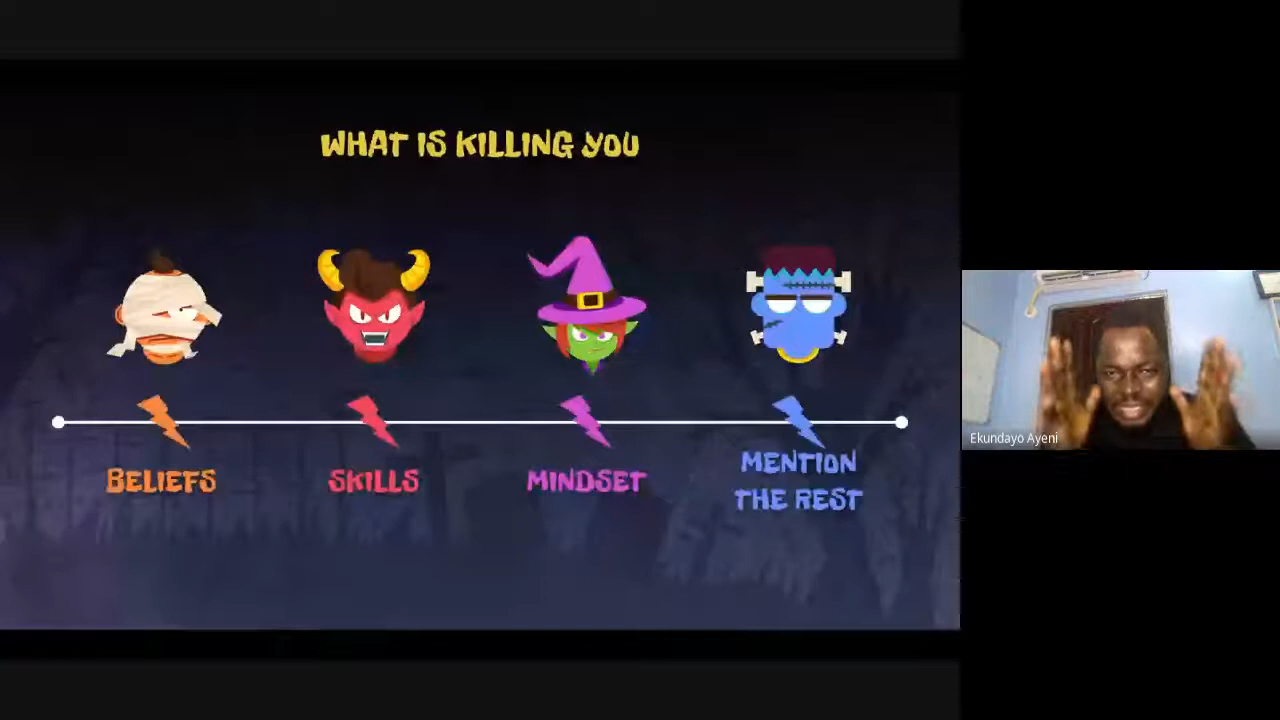 WHAT IS KILLING YOU
BELIEFS
SKILLS
MINDSET
MENTION
THE REST
Ekundayo Ayeni